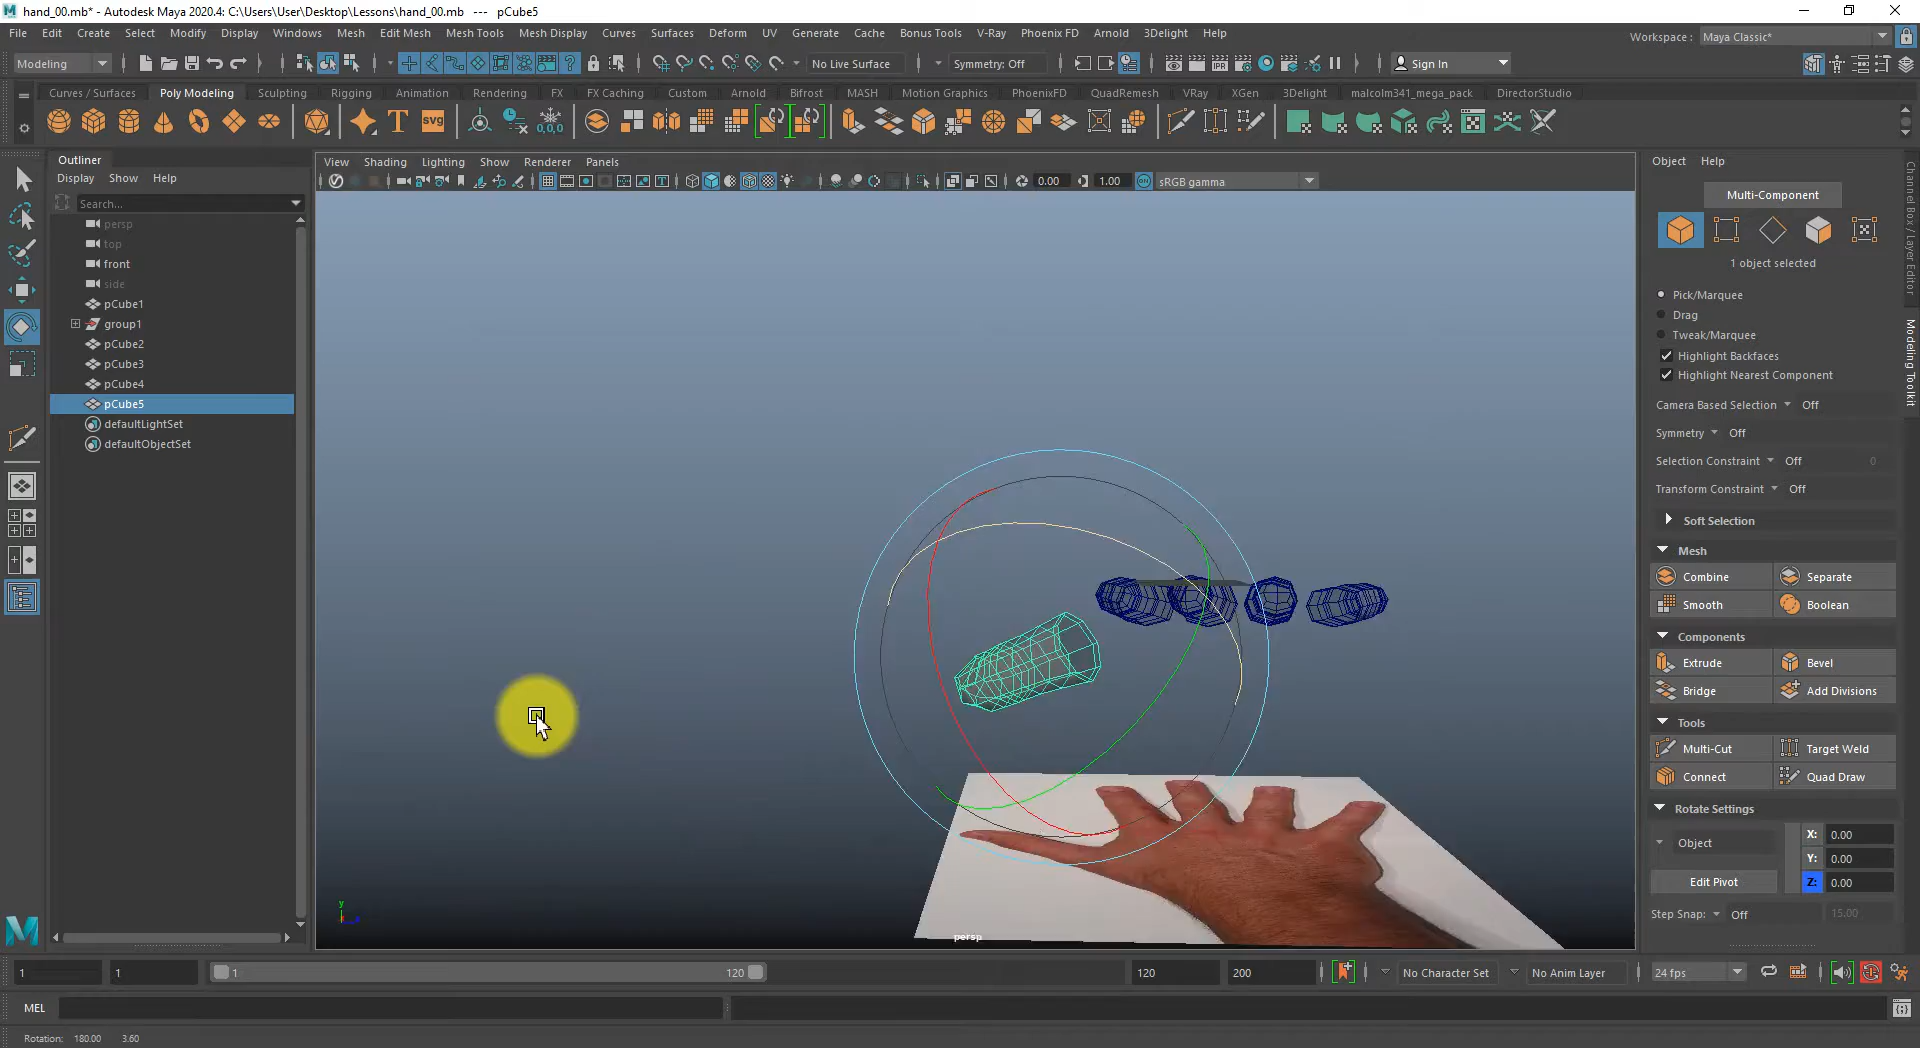 hand_00.mb* - Autodesk Maya 2020.4: C:\Users\User\Desktop\Lessons\hand_00.mb --- pCube5
File Edit Create Select Modify Display Windows Mesh Edit Mesh Mesh Tools Mesh Display Curves Surfaces Deform UV Generate Cache Bonus Tools V-Ray Phoenix FD Arnold 3Delight Help
Workspace : Maya Classic*
Modeling No Live Surface Symmetry: Off Sign In
Curves / Surfaces Poly Modeling Sculpting Rigging Animation Rendering FX FX Caching Custom Arnold Bifrost MASH Motion Graphics PhoenixFD QuadRemesh VRay XGen 3Delight malcolm341_mega_pack DirectorStudio
T SVG 0,0,0
Outliner
Display Show Help
Search...
persp
top
front
side
pCube1
group1
pCube2
pCube3
pCube4
pCube5
defaultLightSet
defaultObjectSet
View Shading Lighting Show Renderer Panels
0.00 1.00 ON sRGB gamma
persp
y
Object Help
Multi-Component
1 object selected
Pick/Marquee
Drag
Tweak/Marquee
Highlight Backfaces
Highlight Nearest Component
Camera Based Selection Off
Symmetry Off
Selection Constraint Off 0
Transform Constraint Off
Soft Selection
Mesh
Combine Separate
Smooth Boolean
Components
Extrude Bevel
Bridge Add Divisions
Tools
Multi-Cut Target Weld
Connect Quad Draw
Rotate Settings
X: 0.00
Object
Y: 0.00
Edit Pivot Z: 0.00
Step Snap: Off 15.00
Channel Box / Layer Editor
Modeling Toolkit
1 1 1 120 120 200 No Character Set No Anim Layer 24 fps
MEL
Rotation: 180.00 3.60